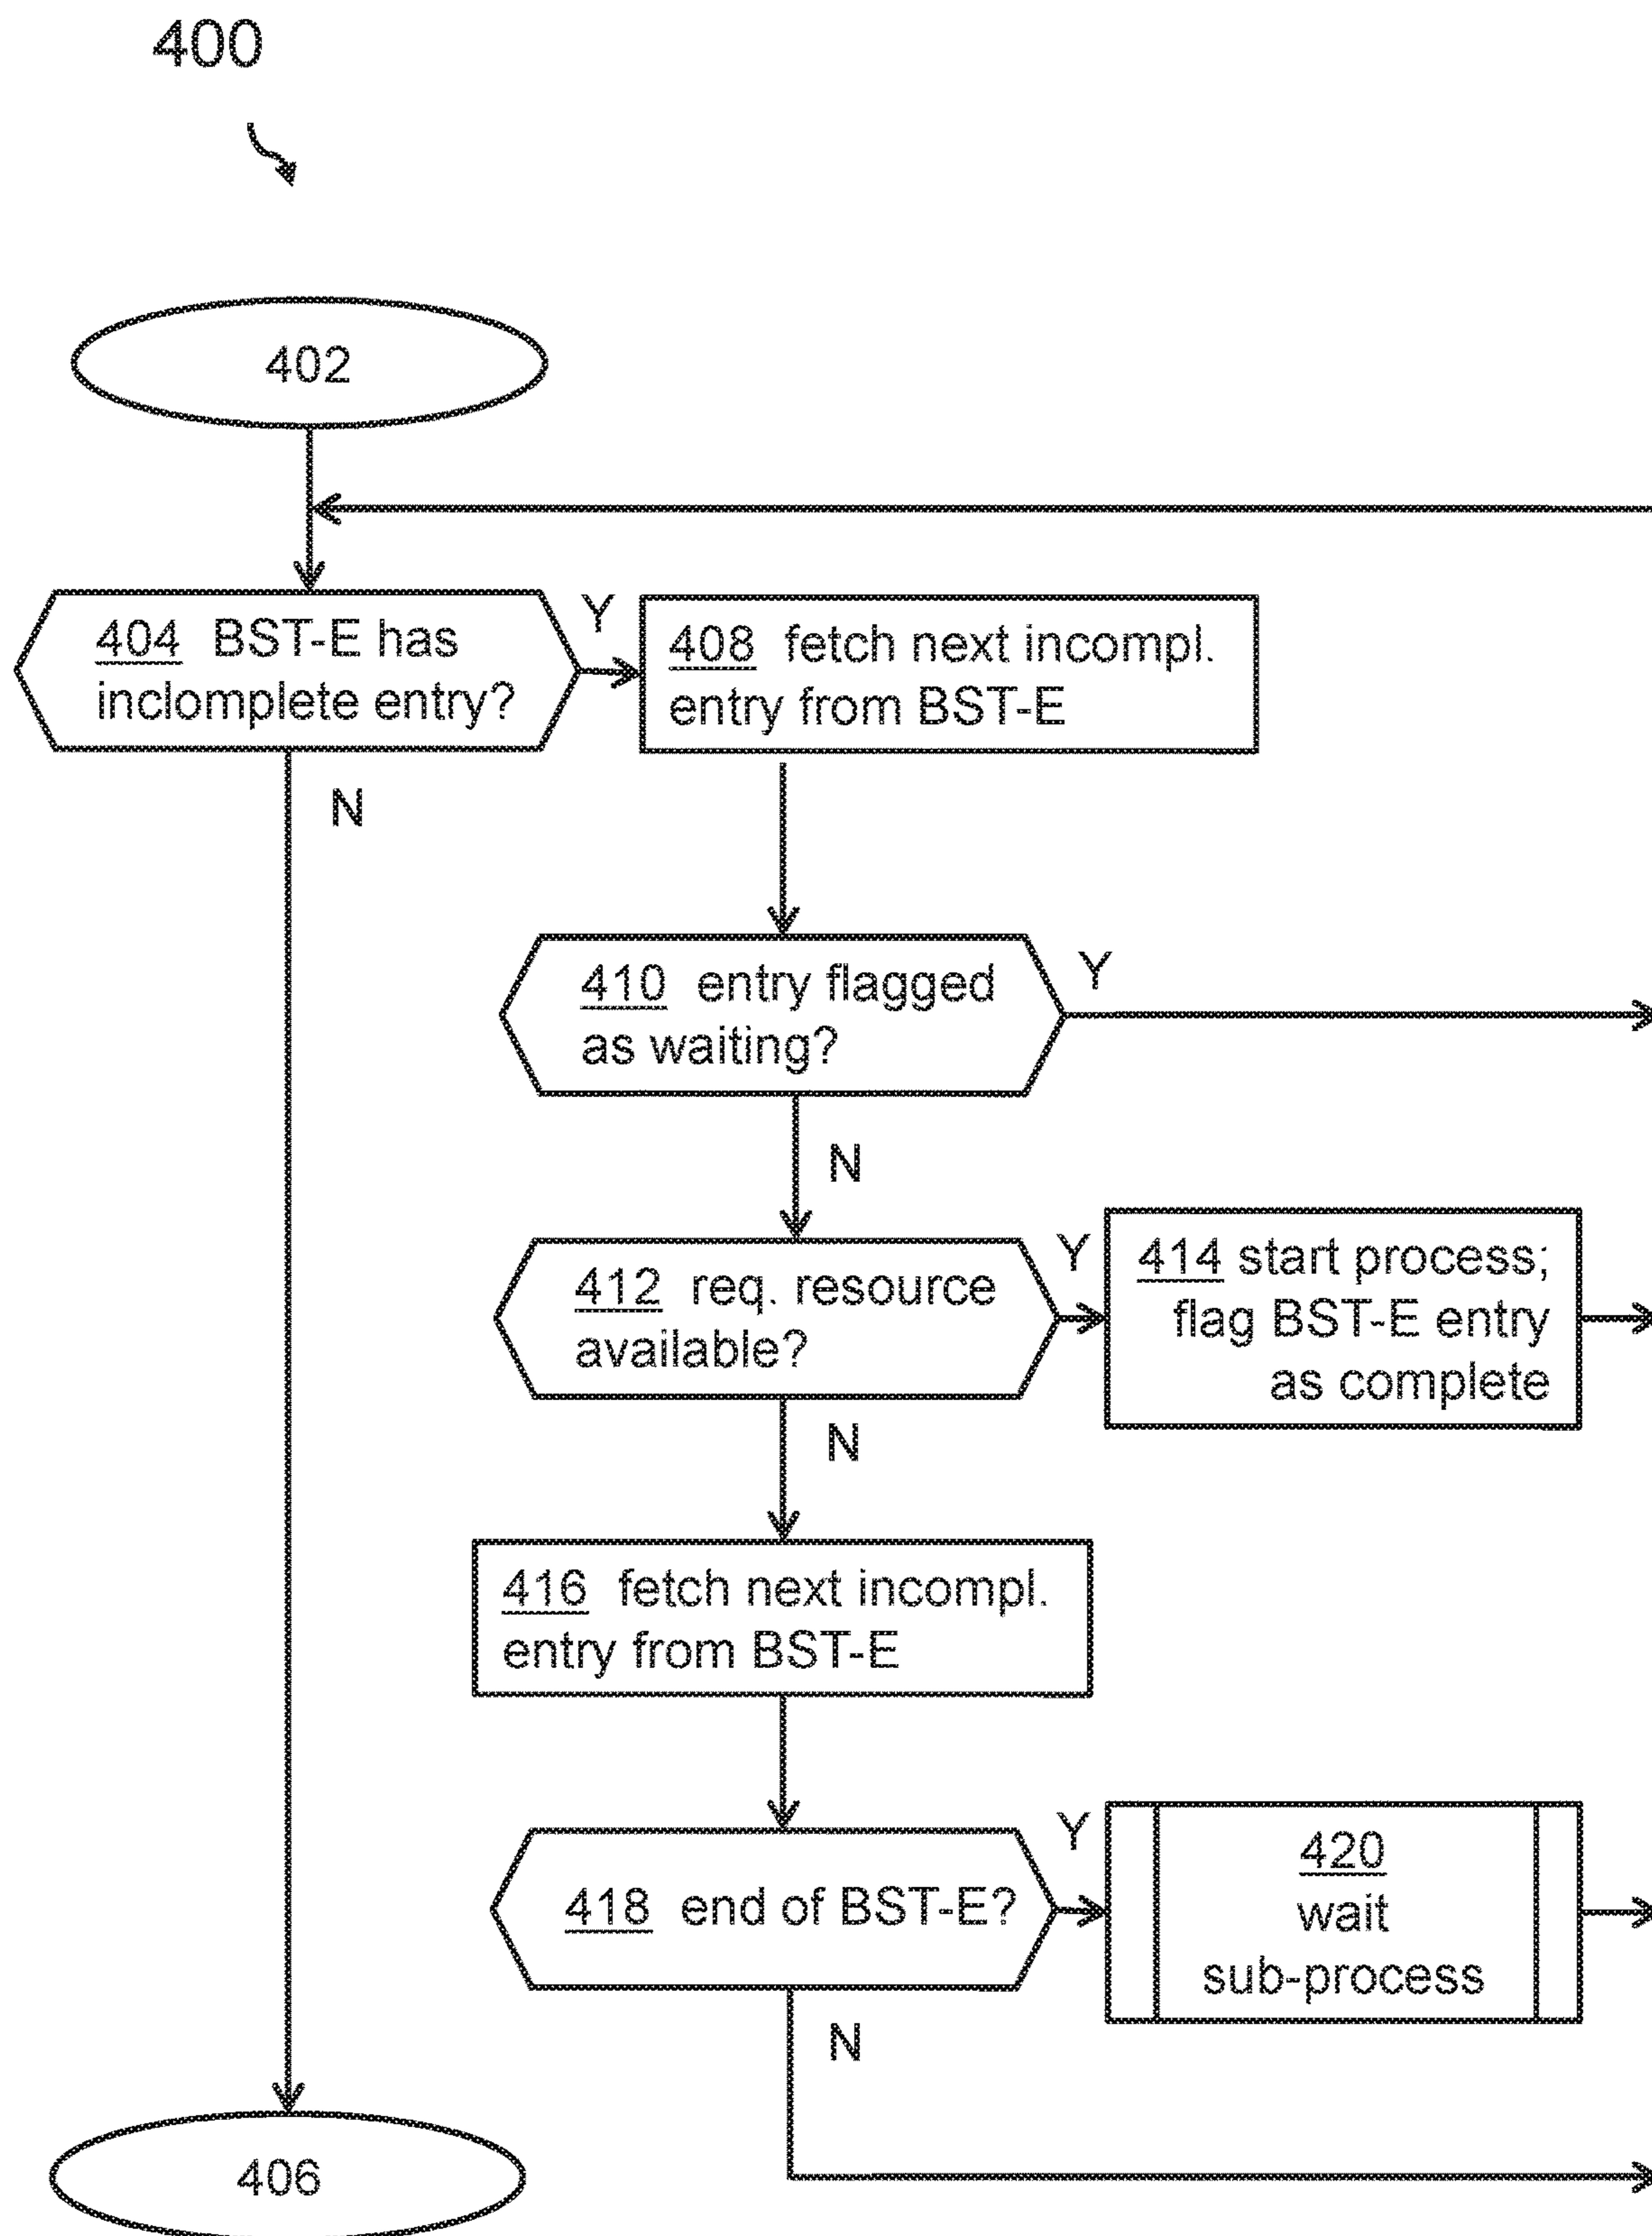 400
402
404 BST-E has
inclomplete entry?
Y
408 fetch next incompl.
entry from BST-E
N
410 entry flagged
as waiting?
Y
N
412 req. resource
available?
Y
414 start process;
flag BST-E entry
as complete
N
416 fetch next incompl.
entry from BST-E
418 end of BST-E?
Y
420
wait
sub-process
N
406